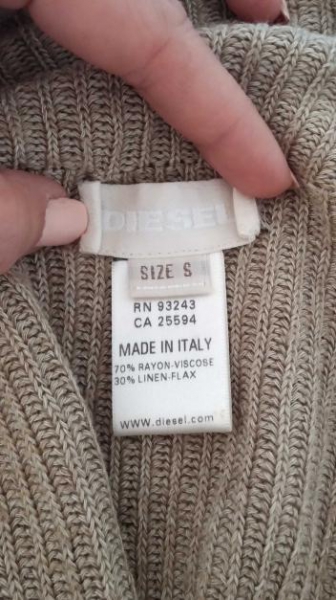 DIESEL
SIZE S
RN 93243
CA 25594
MADE IN ITALY
70% RAYON-VISCOSE
30% LINEN-FLAX
www.diesel.com